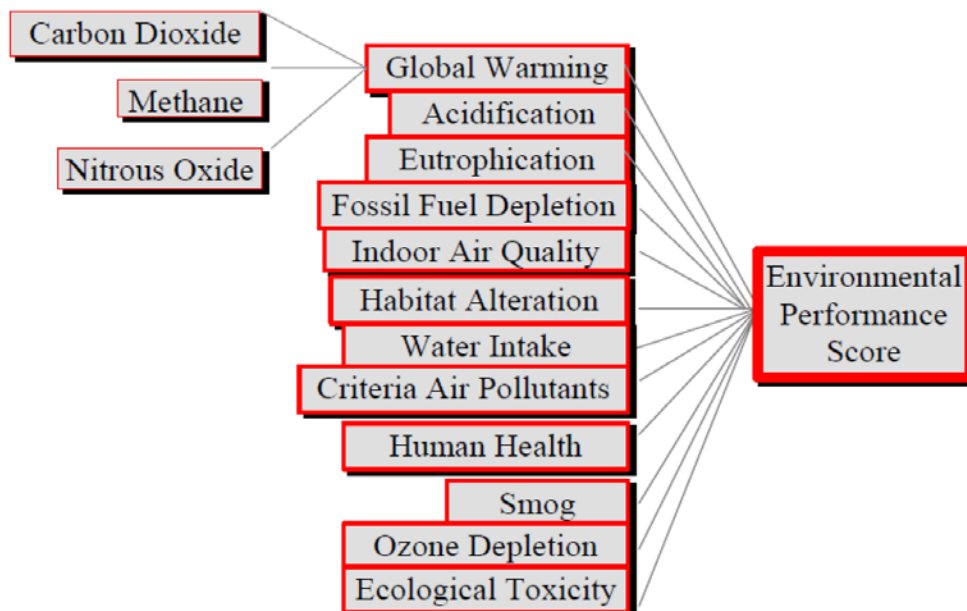 Carbon Dioxide
Methane
Nitrous Oxide
Global Warming
Acidification
Eutrophication
Fossil Fuel Depletion
Indoor Air Quality
Habitat Alteration
Water Intake
Criteria Air Pollutants
Human Health
Smog
Ozone Depletion
Ecological Toxicity
Environmental
Performance
Score